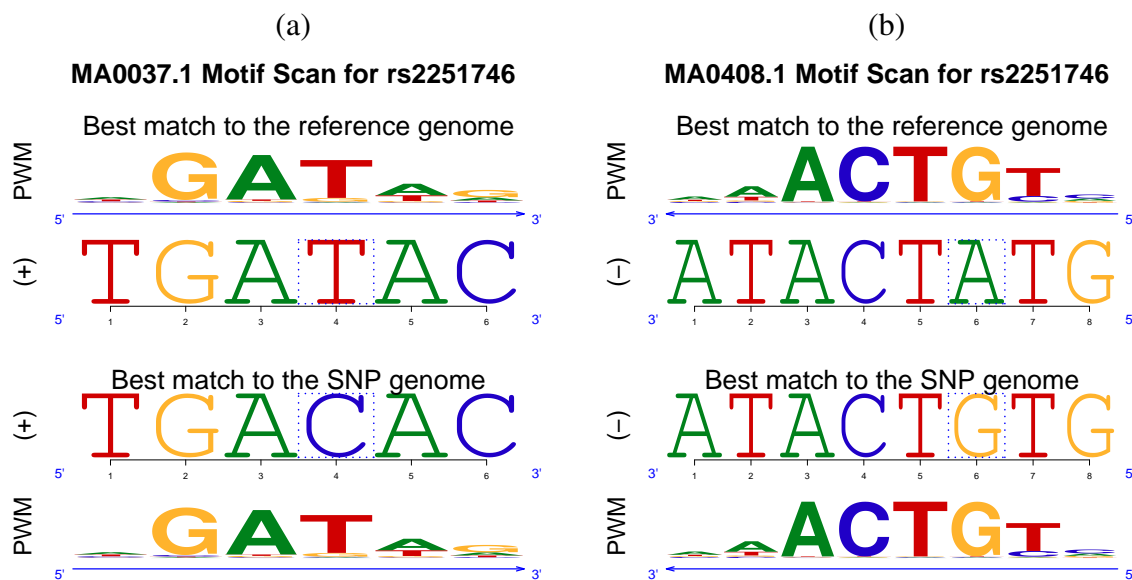 (a)
MA0037.1 Motif Scan for rs2251746
Best match to the reference genome
PWM
GATAG
5' 3'
(+)
TGATAC
1 2 3 4 5 6
5' 3'
Best match to the SNP genome
(+)
TGACAC
1 2 3 4 5 6
5' 3'
PWM
GATAG
5' 3'
(b)
MA0408.1 Motif Scan for rs2251746
Best match to the reference genome
PWM
AACTGT
3' 5'
(−)
ATACTATG
1 2 3 4 5 6 7 8
3' 5'
Best match to the SNP genome
(−)
ATACTGTG
1 2 3 4 5 6 7 8
3' 5'
PWM
AACTGT
3' 5'